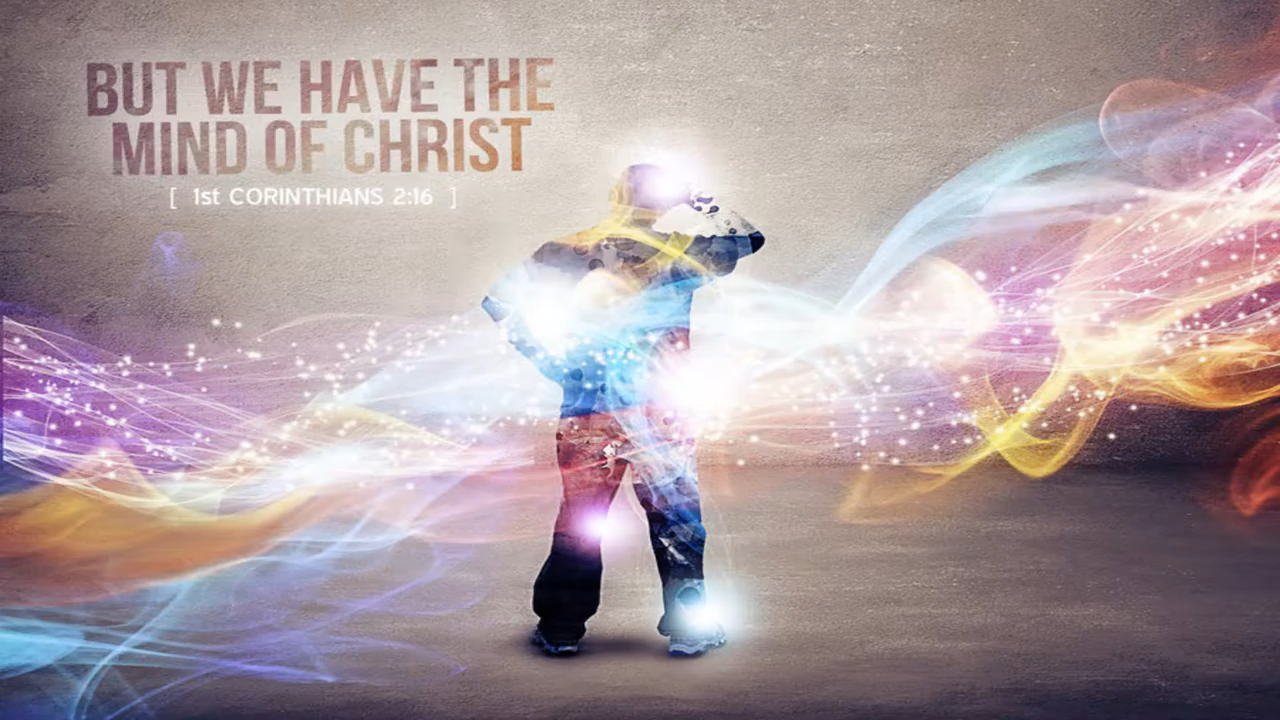 BUT WE HAVE THE
MIND OF CHRIST
[ 1st CORINTHIANS 2:16 ]